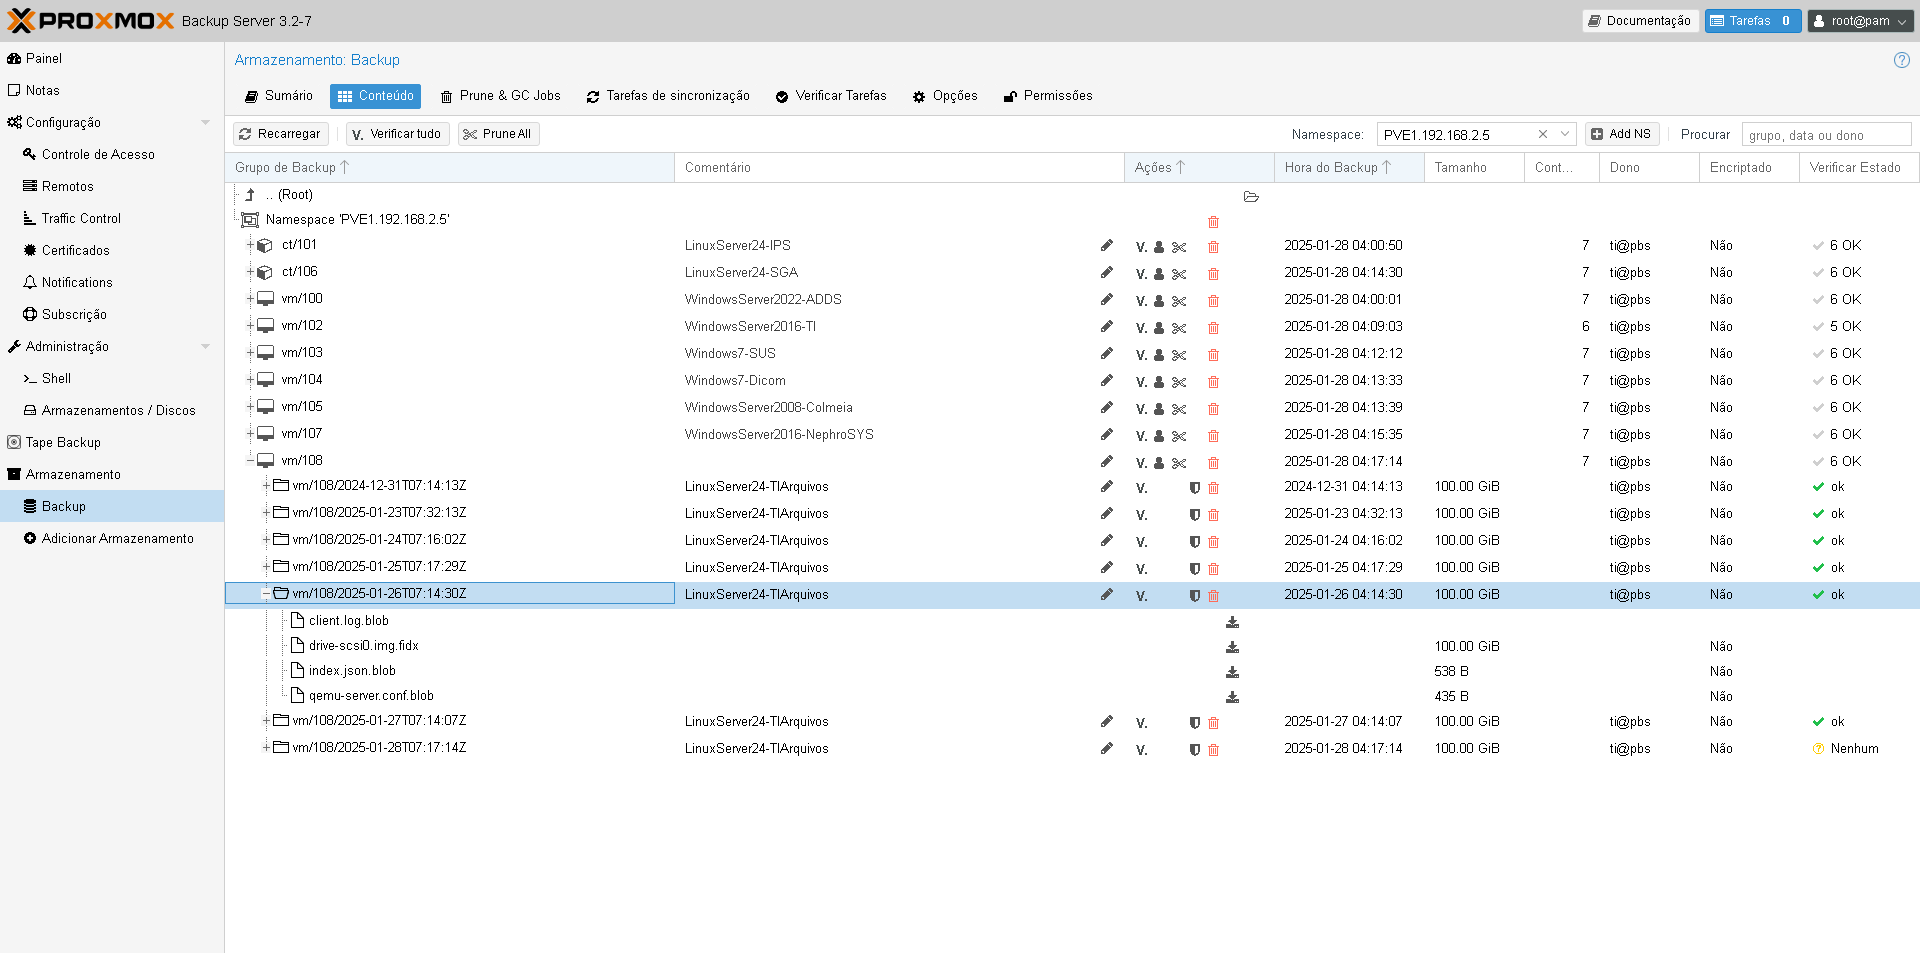 PROXMOX Backup Server 3.2-7 Documentação Tarefas 0 root@pam
Painel
Notas
Configuração
Controle de Acesso
Remotos
Traffic Control
Certificados
Notifications
Subscrição
Administração
Shell
Armazenamentos / Discos
Tape Backup
Armazenamento
Backup
Adicionar Armazenamento
Armazenamento: Backup
Sumário Conteúdo Prune & GC Jobs Tarefas de sincronização Verificar Tarefas Opções Permissões
Recarregar V. Verificar tudo Prune All Namespace: PVE1.192.168.2.5 Add NS Procurar grupo, data ou dono
Grupo de Backup Comentário Ações Hora do Backup Tamanho Cont... Dono Encriptado Verificar Estado
.. (Root)
Namespace 'PVE1.192.168.2.5'
ct/101 LinuxServer24-IPS V. 2025-01-28 04:00:50 7 ti@pbs Não 6 OK
ct/106 LinuxServer24-SGA V. 2025-01-28 04:14:30 7 ti@pbs Não 6 OK
vm/100 WindowsServer2022-ADDS V. 2025-01-28 04:00:01 7 ti@pbs Não 6 OK
vm/102 WindowsServer2016-TI V. 2025-01-28 04:09:03 6 ti@pbs Não 5 OK
vm/103 Windows7-SUS V. 2025-01-28 04:12:12 7 ti@pbs Não 6 OK
vm/104 Windows7-Dicom V. 2025-01-28 04:13:33 7 ti@pbs Não 6 OK
vm/105 WindowsServer2008-Colmeia V. 2025-01-28 04:13:39 7 ti@pbs Não 6 OK
vm/107 WindowsServer2016-NephroSYS V. 2025-01-28 04:15:35 7 ti@pbs Não 6 OK
vm/108 V. 2025-01-28 04:17:14 7 ti@pbs Não 6 OK
vm/108/2024-12-31T07:14:13Z LinuxServer24-TIArquivos V. 2024-12-31 04:14:13 100.00 GiB ti@pbs Não ok
vm/108/2025-01-23T07:32:13Z LinuxServer24-TIArquivos V. 2025-01-23 04:32:13 100.00 GiB ti@pbs Não ok
vm/108/2025-01-24T07:16:02Z LinuxServer24-TIArquivos V. 2025-01-24 04:16:02 100.00 GiB ti@pbs Não ok
vm/108/2025-01-25T07:17:29Z LinuxServer24-TIArquivos V. 2025-01-25 04:17:29 100.00 GiB ti@pbs Não ok
vm/108/2025-01-26T07:14:30Z LinuxServer24-TIArquivos V. 2025-01-26 04:14:30 100.00 GiB ti@pbs Não ok
client.log.blob
drive-scsi0.img.fidx 100.00 GiB Não
index.json.blob 538 B Não
qemu-server.conf.blob 435 B Não
vm/108/2025-01-27T07:14:07Z LinuxServer24-TIArquivos V. 2025-01-27 04:14:07 100.00 GiB ti@pbs Não ok
vm/108/2025-01-28T07:17:14Z LinuxServer24-TIArquivos V. 2025-01-28 04:17:14 100.00 GiB ti@pbs Não Nenhum